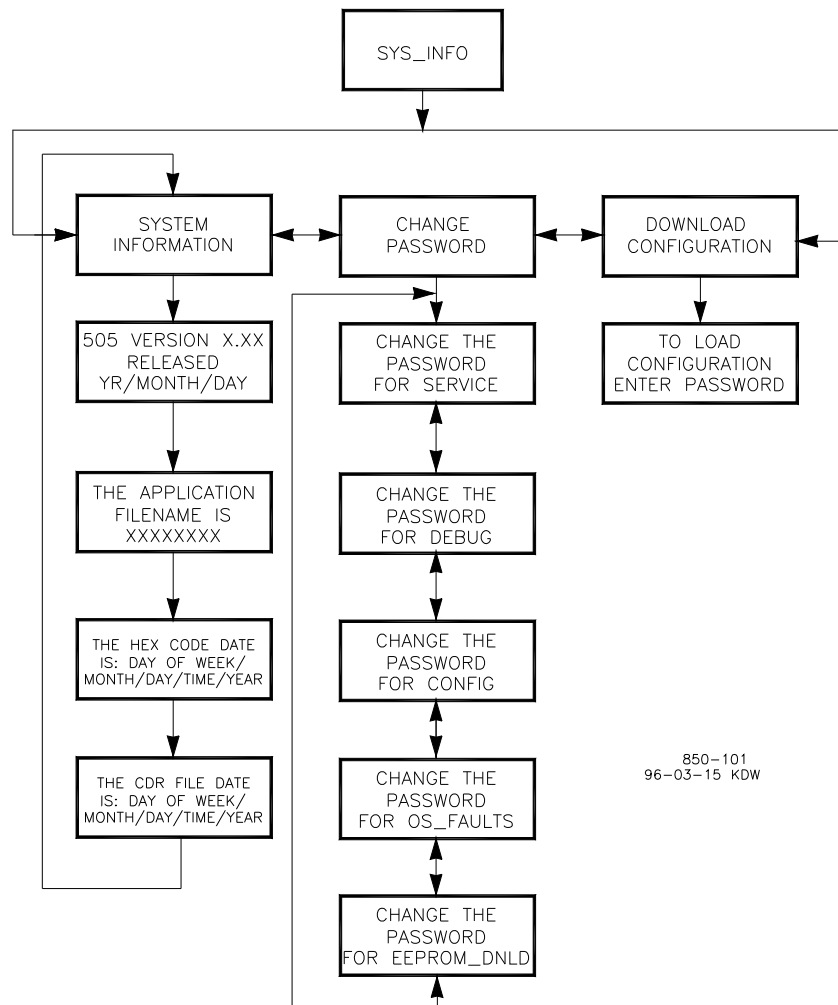 SYS_INFO
SYSTEM
INFORMATION
CHANGE
PASSWORD
DOWNLOAD
CONFIGURATION
505 VERSION X.XX
RELEASED
YR/MONTH/DAY
CHANGE THE
PASSWORD
FOR SERVICE
TO LOAD
CONFIGURATION
ENTER PASSWORD
THE APPLICATION
FILENAME IS
XXXXXXXX
CHANGE THE
PASSWORD
FOR DEBUG
THE HEX CODE DATE
IS: DAY OF WEEK/
MONTH/DAY/TIME/YEAR
CHANGE THE
PASSWORD
FOR CONFIG
THE CDR FILE DATE
IS: DAY OF WEEK/
MONTH/DAY/TIME/YEAR
CHANGE THE
PASSWORD
FOR OS_FAULTS
850-101
96-03-15 KDW
CHANGE THE
PASSWORD
FOR EEPROM_DNLD